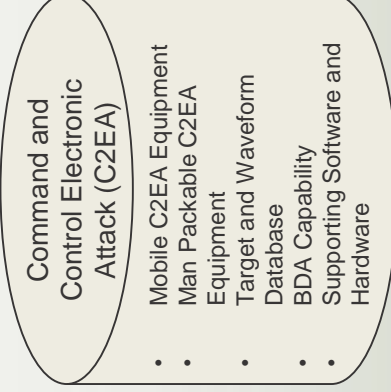 Command and
Control Electronic
Attack (C2EA)
• Mobile C2EA Equipment
• Man Packable C2EA
Equipment
• Target and Waveform
Database
• BDA Capability
• Supporting Software and
Hardware